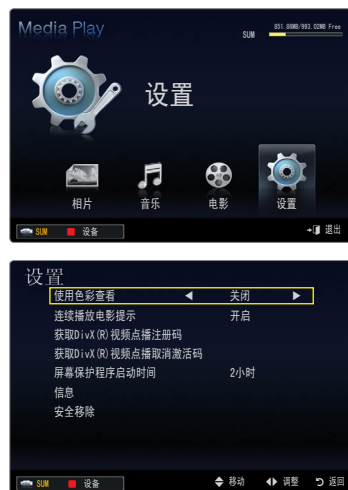 Media Play
SUM
851.86MB/993.02MB Free
设置
相片 音乐 电影 设置
SUM 设备 退出
设置
使用色彩查看 关闭
连续播放电影提示 开启
获取DivX(R)视频点播注册码
获取DivX(R)视频点播取消激活码
屏幕保护程序启动时间 2小时
信息
安全移除
SUM 设备 移动 调整 返回